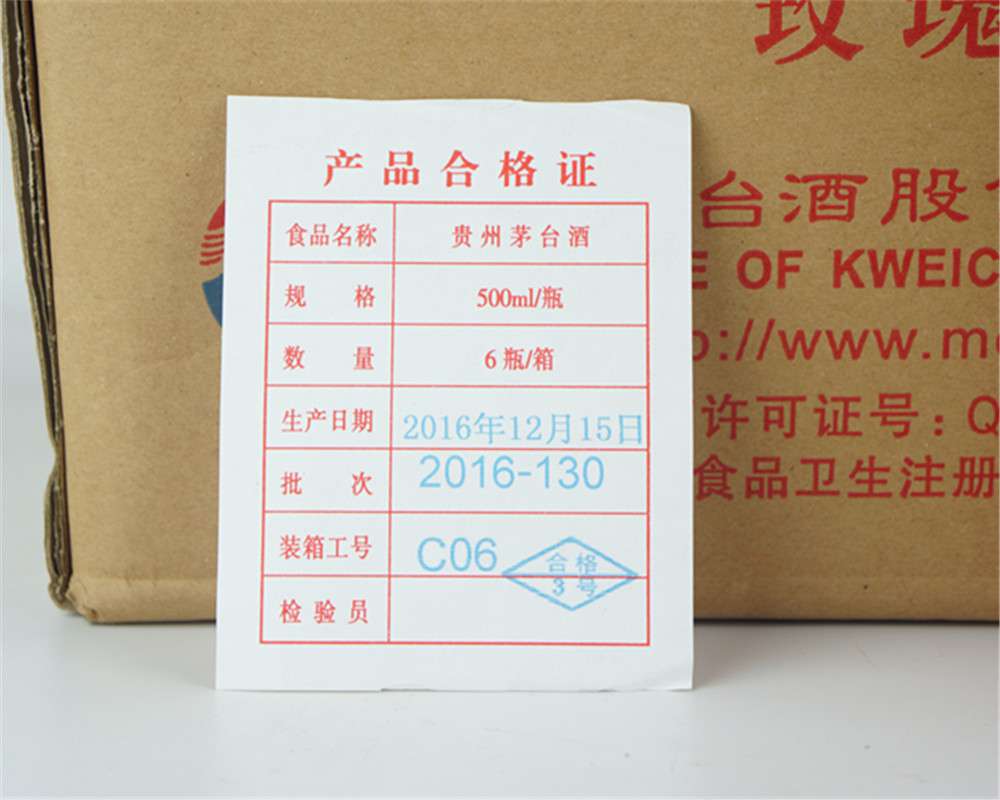 玫瑰
台酒股
E OF KWEIC
p://www.m
许可证号：Q
食品卫生注册
产品合格证
食品名称 贵州茅台酒
规格 500ml/瓶
数量 6瓶/箱
生产日期 2016年12月15日
批次 2016-130
装箱工号 C06
检验员
合格
3号